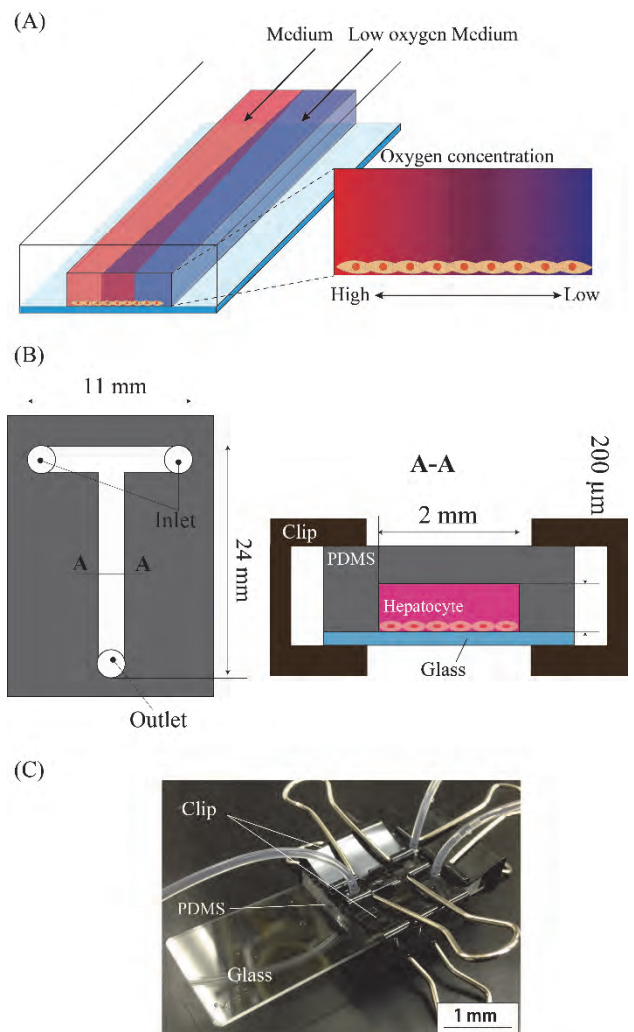 (A)
Medium
Low oxygen Medium
Oxygen concentration
High
Low
(B)
11 mm
Inlet
A
A
24 mm
Outlet
A-A
200 μm
Clip
2 mm
PDMS
Hepatocyte
Glass
(C)
Clip
PDMS
Glass
1 mm